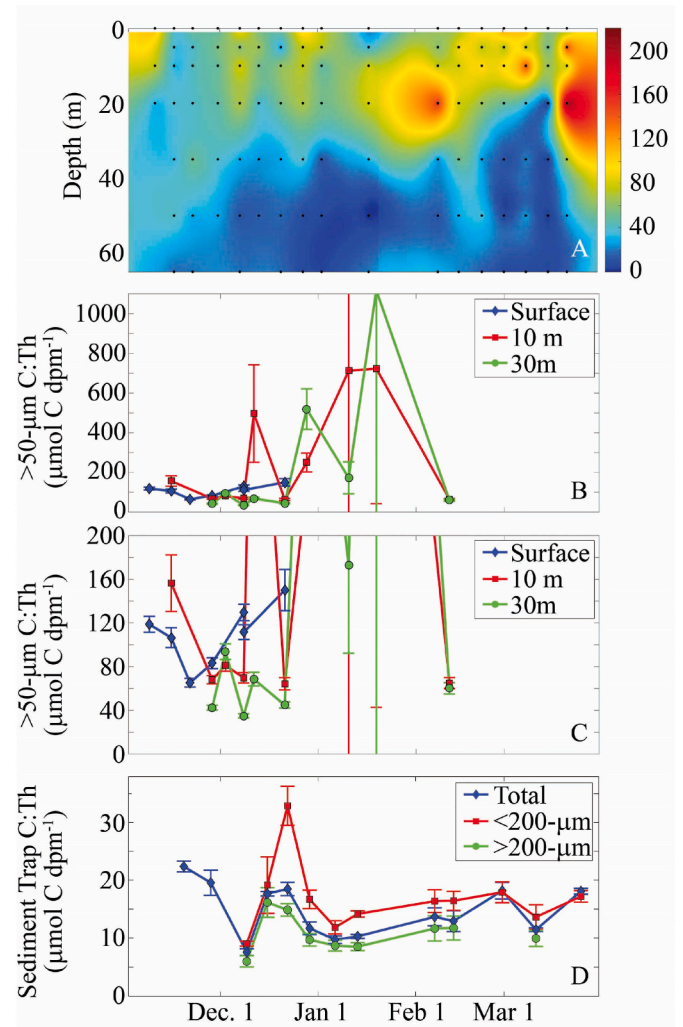 0
20
40
60
Depth (m)
A
200
160
120
80
40
0
1000
800
600
400
200
0
>50-μm C:Th
(μmol C dpm⁻¹)
Surface
10 m
30m
B
200
160
120
80
40
0
>50-μm C:Th
(μmol C dpm⁻¹)
Surface
10 m
30m
C
30
20
10
0
Sediment Trap C:Th
(μmol C dpm⁻¹)
Total
<200-μm
>200-μm
D
Dec. 1 Jan 1 Feb 1 Mar 1